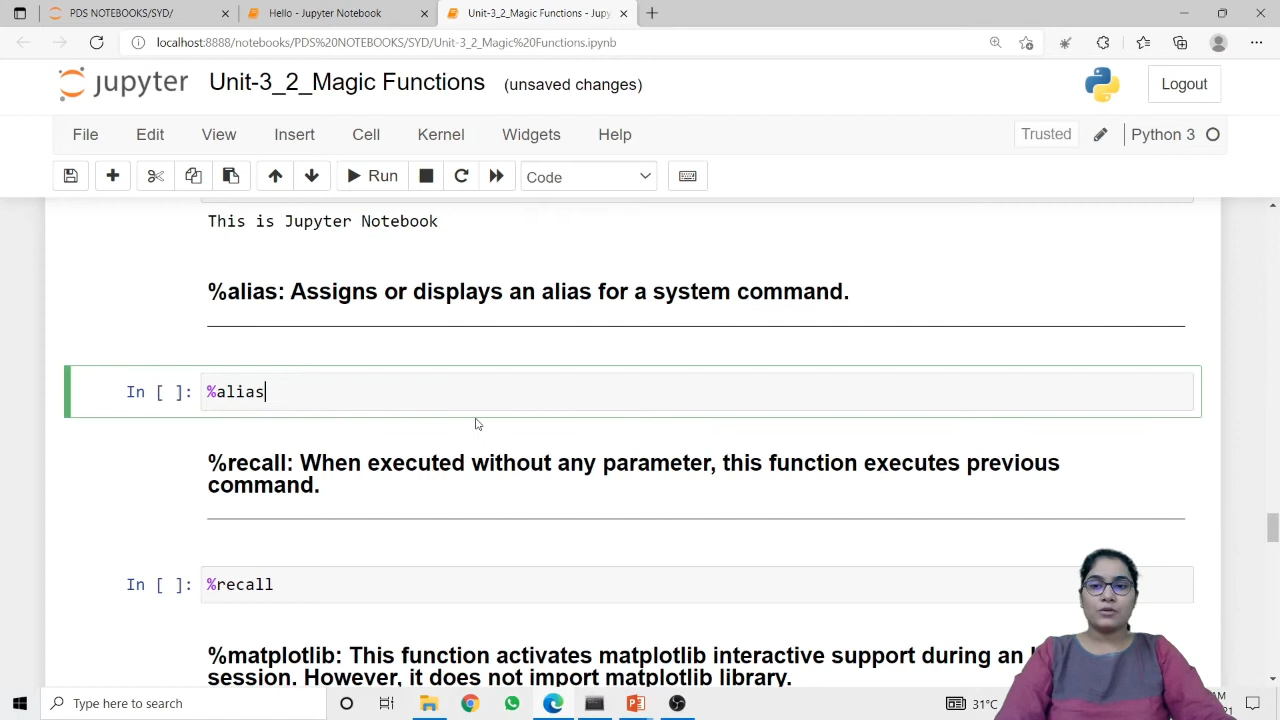 PDS NOTEBOOKS/SYD/
Hello - Jupyter Notebook
Unit-3_2_Magic Functions - Jupy
localhost:8888/notebooks/PDS%20NOTEBOOKS/SYD/Unit-3_2_Magic%20Functions.ipynb
jupyter Unit-3_2_Magic Functions (unsaved changes)
Logout
File Edit View Insert Cell Kernel Widgets Help
Trusted
Python 3
Run
Code
This is Jupyter Notebook
%alias: Assigns or displays an alias for a system command.
In [ ]: %alias
%recall: When executed without any parameter, this function executes previous
command.
In [ ]: %recall
%matplotlib: This function activates matplotlib interactive support during an
session. However, it does not import matplotlib library.
Type here to search
31°C